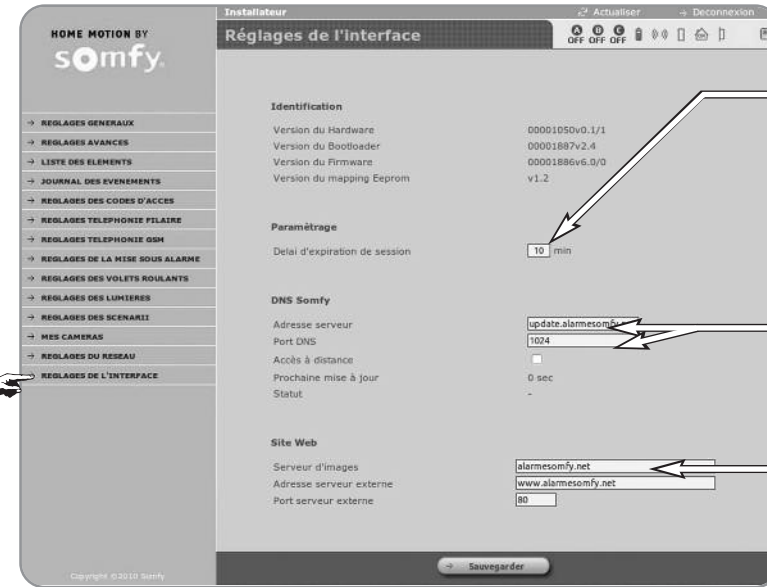 Installateur
Actualiser
Deconnexion
HOME MOTION BY
somfy.
Réglages de l'interface
OFF OFF OFF
REGLAGES GENERAUX
REGLAGES AVANCES
LISTE DES ELEMENTS
JOURNAL DES EVENEMENTS
REGLAGES DES CODES D'ACCES
REGLAGES TELEPHONIE FILAIRE
REGLAGES TELEPHONIE GSM
REGLAGES DE LA MISE SOUS ALARME
REGLAGES DES VOLETS ROULANTS
REGLAGES DES LUMIERES
REGLAGES DES SCENARII
MES CAMERAS
REGLAGES DU RESEAU
REGLAGES DE L'INTERFACE
Identification
Version du Hardware 00001050v0.1/1
Version du Bootloader 00001887v2.4
Version du Firmware 00001886v6.0/0
Version du mapping Eeprom v1.2
Paramétrage
Delai d'expiration de session 10 min
DNS Somfy
Adresse serveur update.alarmesomfy
Port DNS 1024
Accès à distance
Prochaine mise à jour 0 sec
Statut -
Site Web
Serveur d'images alarmesomfy.net
Adresse serveur externe www.alarmesomfy.net
Port serveur externe 80
Sauvegarder
Copyright ©2010 Somfy